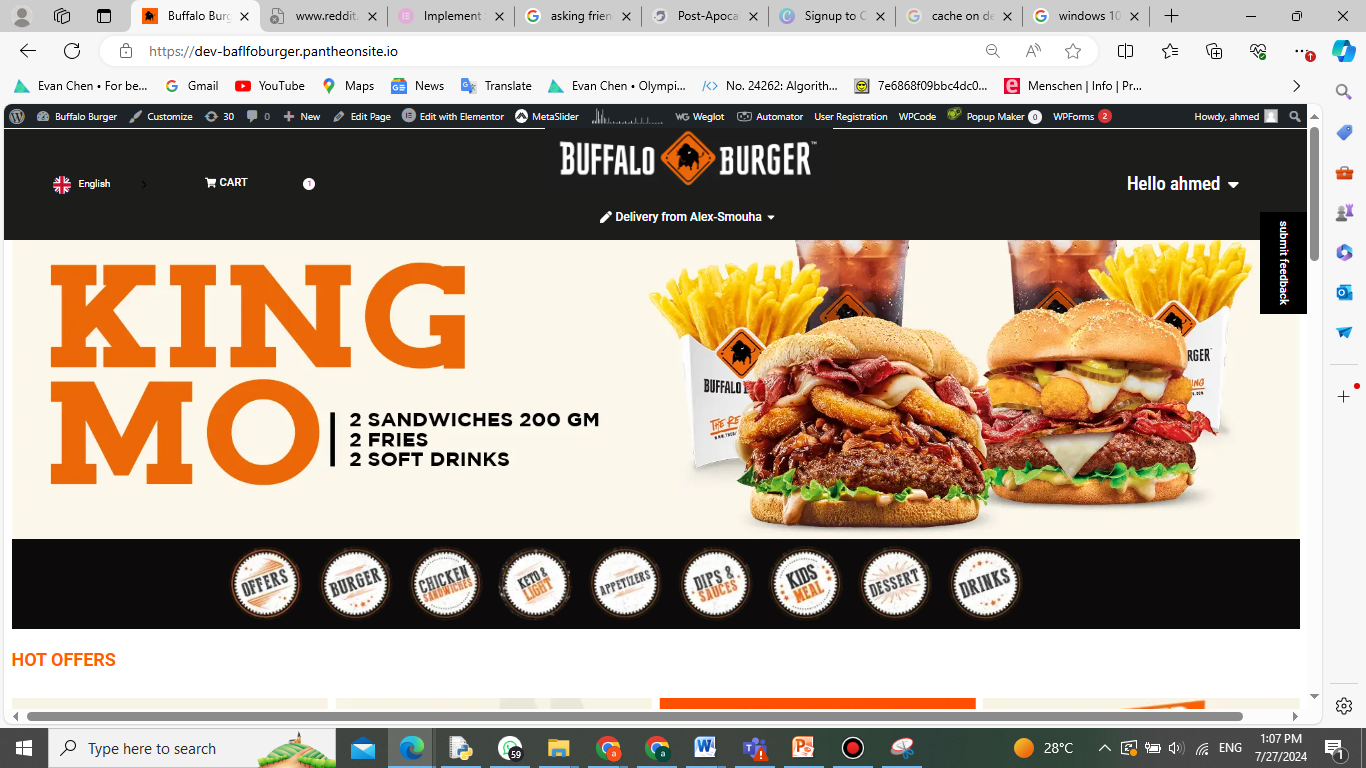 Buffalo Burg
www.reddit.
Implement
asking frien
Post-Apoca
Signup to C
cache on de
windows 10
https://dev-baflfoburger.pantheonsite.io
Evan Chen • For be...
Gmail
YouTube
Maps
News
Translate
Evan Chen • Olympi...
No. 24262: Algorith...
7e6868f09bbc4dc0...
Menschen | Info | Pr...
Buffalo Burger
Customize
30
0
New
Edit Page
Edit with Elementor
MetaSlider
WG Weglot
Automator
User Registration
WPCode
Popup Maker 0
WPForms 2
Howdy, ahmed
BUFFALO BURGER™
English
CART
1
Hello ahmed
Delivery from Alex-Smouha
submit feedback
KING
MO
2 SANDWICHES 200 GM
2 FRIES
2 SOFT DRINKS
OFFERS
BURGER
CHICKEN
SANDWICHES
KETO &
LIGHT
APPETIZERS
DIPS &
SAUCES
KIDS
MEAL
DESSERT
DRINKS
HOT OFFERS
Type here to search
59
28°C
ENG
1:07 PM
7/27/2024
1